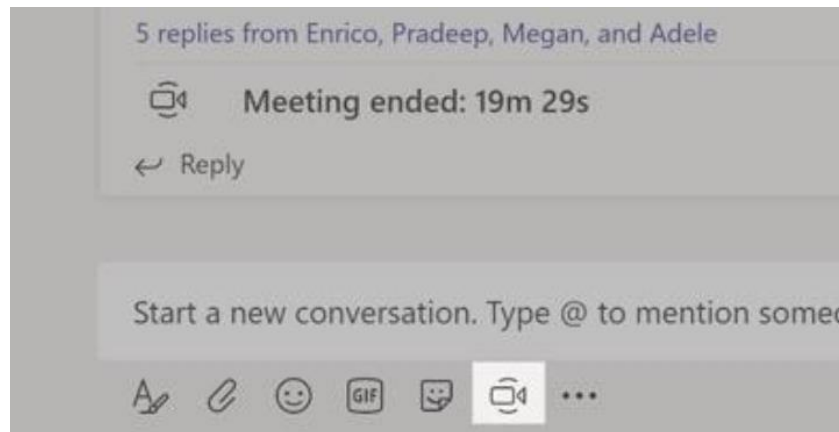 5 replies from Enrico, Pradeep, Megan, and Adele
Meeting ended: 19m 29s
Reply
Start a new conversation. Type @ to mention
GIF